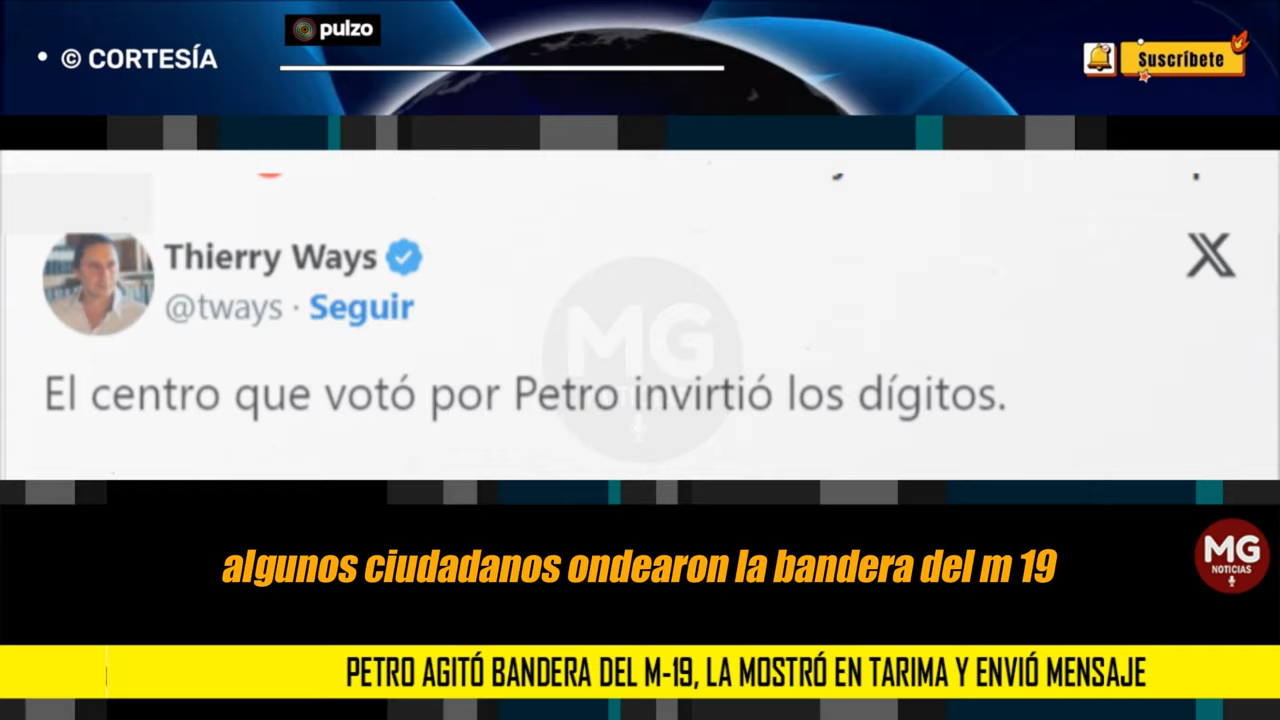 © CORTESÍA
pulzo
Suscríbete
Thierry Ways
@tways · Seguir
El centro que votó por Petro invirtió los dígitos.
MG
algunos ciudadanos ondearon la bandera del m 19
MG
NOTICIAS
PETRO AGITÓ BANDERA DEL M-19, LA MOSTRÓ EN TARIMA Y ENVIÓ MENSAJE